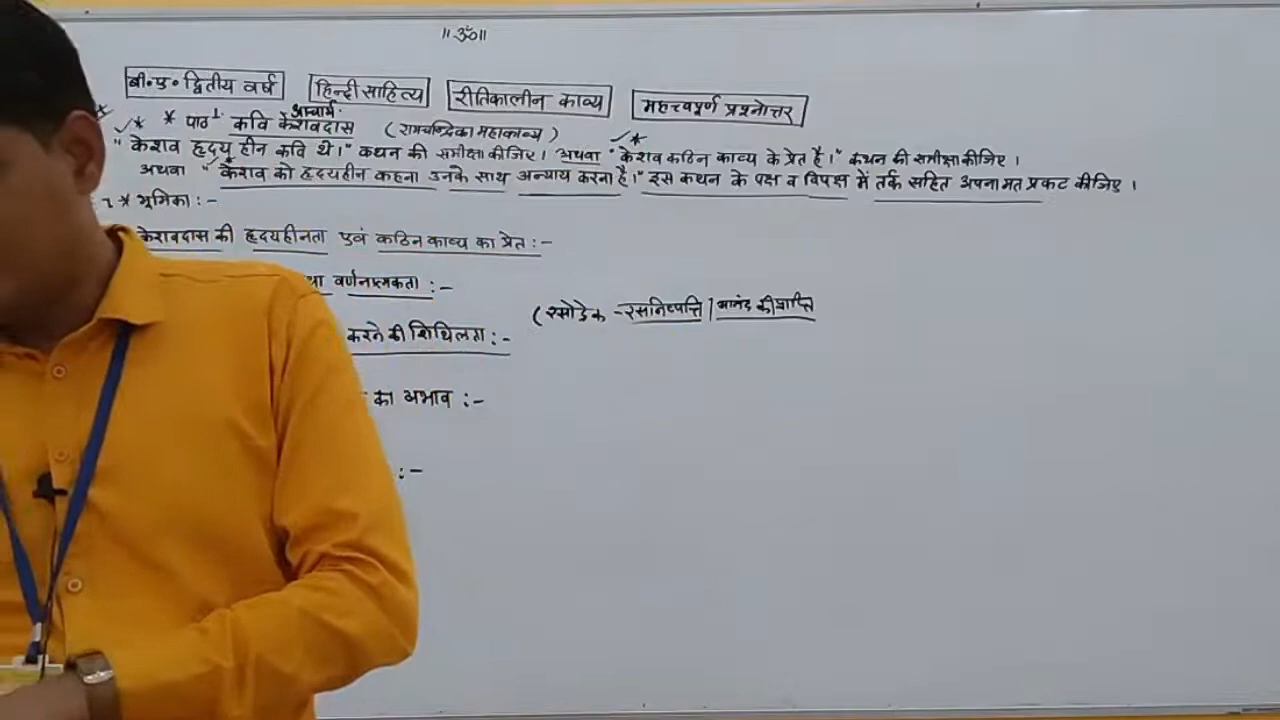 ॥ ॐ ॥
बी॰ए॰ द्वितीय वर्ष हिन्दी साहित्य रीतिकालीन काव्य महत्त्वपूर्ण प्रश्नोत्तर
आचार्य
* पाठ 1. कवि केशवदास (रामचन्द्रिका महाकाव्य)
"केशव हृदय हीन कवि थे।" कथन की समीक्षा कीजिए। अथवा "केशव कठिन काव्य के प्रेत है।" कथन की समीक्षा कीजिए।
अथवा "केशव को हृदयहीन कहना उनके साथ अन्याय करना है।" इस कथन के पक्ष व विपक्ष में तर्क सहित अपना मत प्रकट कीजिए।
* भूमिका :-
केशवदास की हृदयहीनता एवं कठिन काव्य का प्रेत :-
वर्णनात्मकता :-
(रसोद्रेक - रसनिष्पत्ति | आनंद की प्राप्ति
करने की शिथिलता :-
का अभाव :-
:-